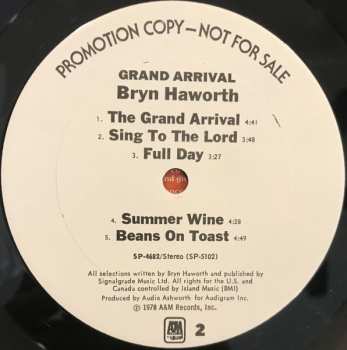 PROMOTION COPY—NOT FOR SALE
GRAND ARRIVAL
Bryn Haworth
1. The Grand Arrival 4:41
2. Sing To The Lord 3:48
3. Full Day 3:27
4. Summer Wine 4:28
5. Beans On Toast 4:49
SP-4682/Stereo (SP-5102)
All selections written by Bryn Haworth and published by
Signalgrade Music Ltd. All rights for the U.S. and
Canada controlled by Island Music (BMI)
Produced by Audie Ashworth for Audigram Inc.
℗ 1978 A&M Records, Inc.
A&M 2